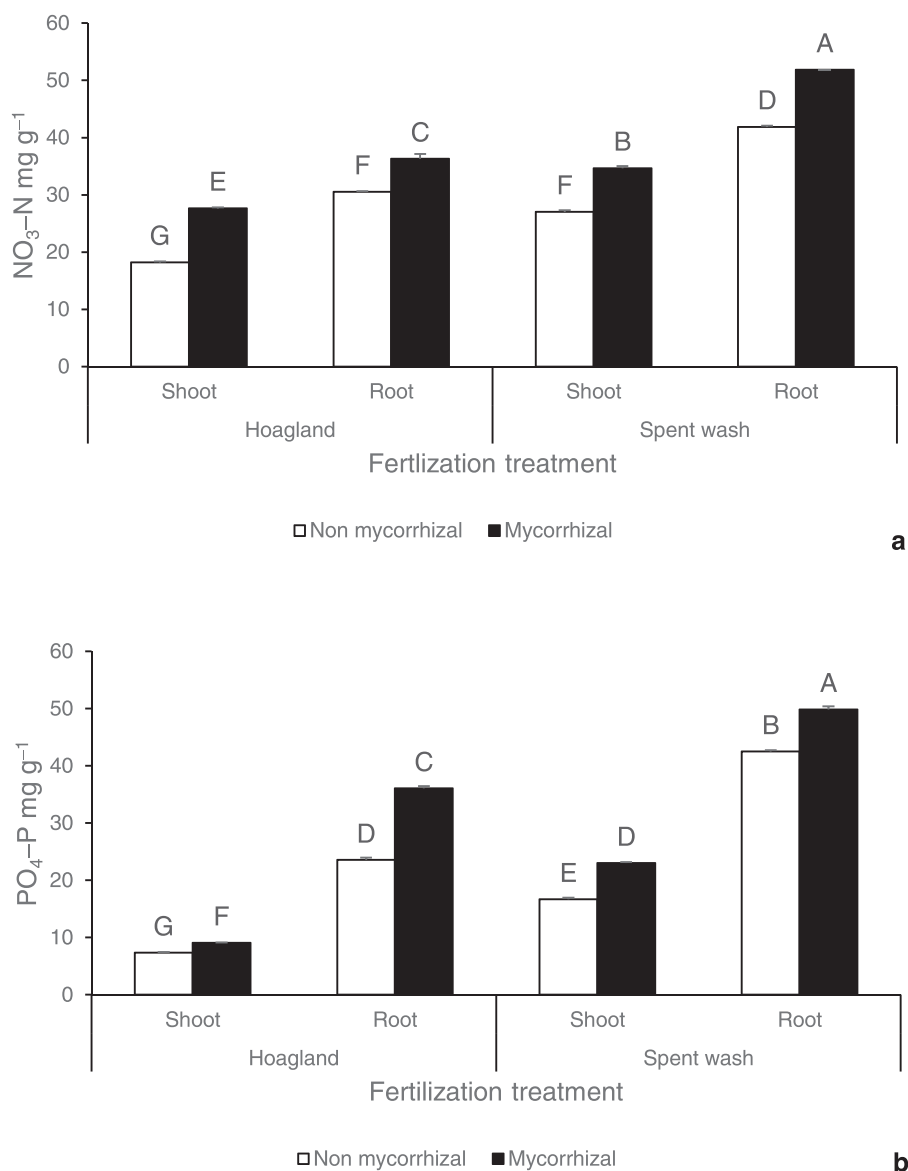 60
50
40
30
20
10
0
NO₃–N mg g⁻¹
G E F C F B D A
Shoot Root Shoot Root
Hoagland Spent wash
Fertlization treatment
Non mycorrhizal Mycorrhizal
a
60
50
40
30
20
10
0
PO₄–P mg g⁻¹
G F D C E D B A
Shoot Root Shoot Root
Hoagland Spent wash
Fertilization treatment
Non mycorrhizal Mycorrhizal
b